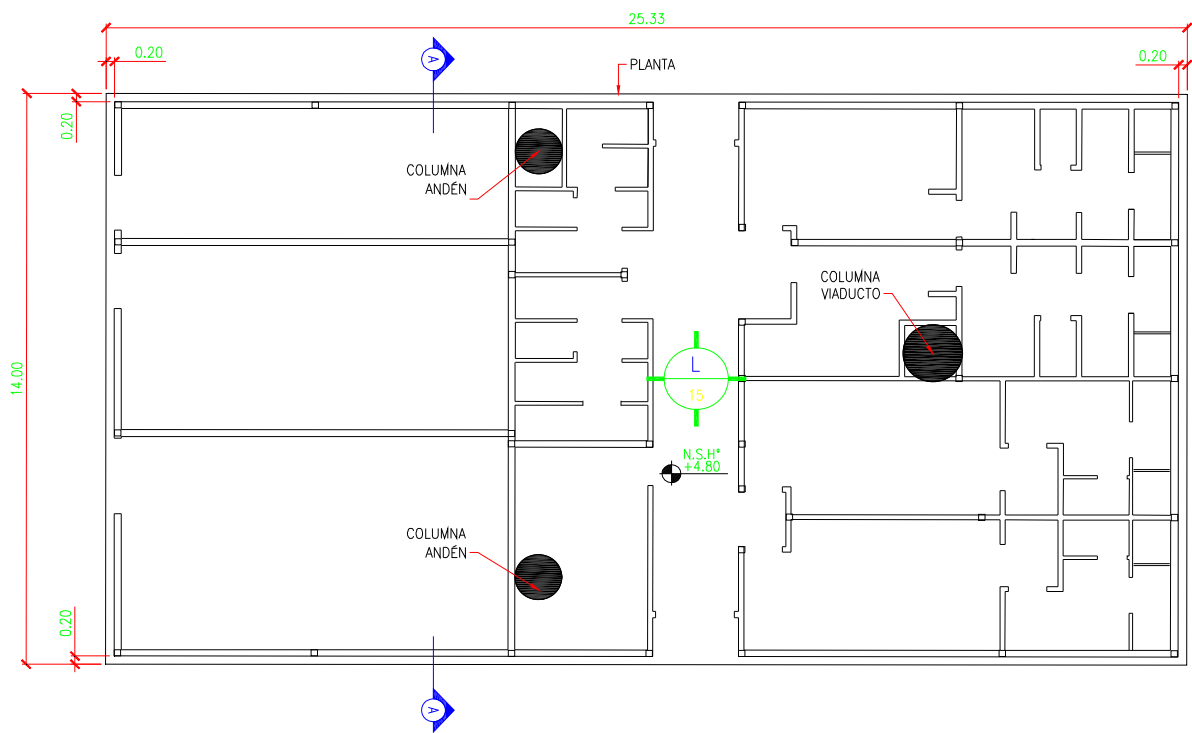 25.33
0.20
A
PLANTA
0.20
0.20
COLUMNA
ANDÉN
COLUMNA
VIADUCTO
14.00
L
15
N.S.Hº
+4.80
COLUMNA
ANDÉN
0.20
A